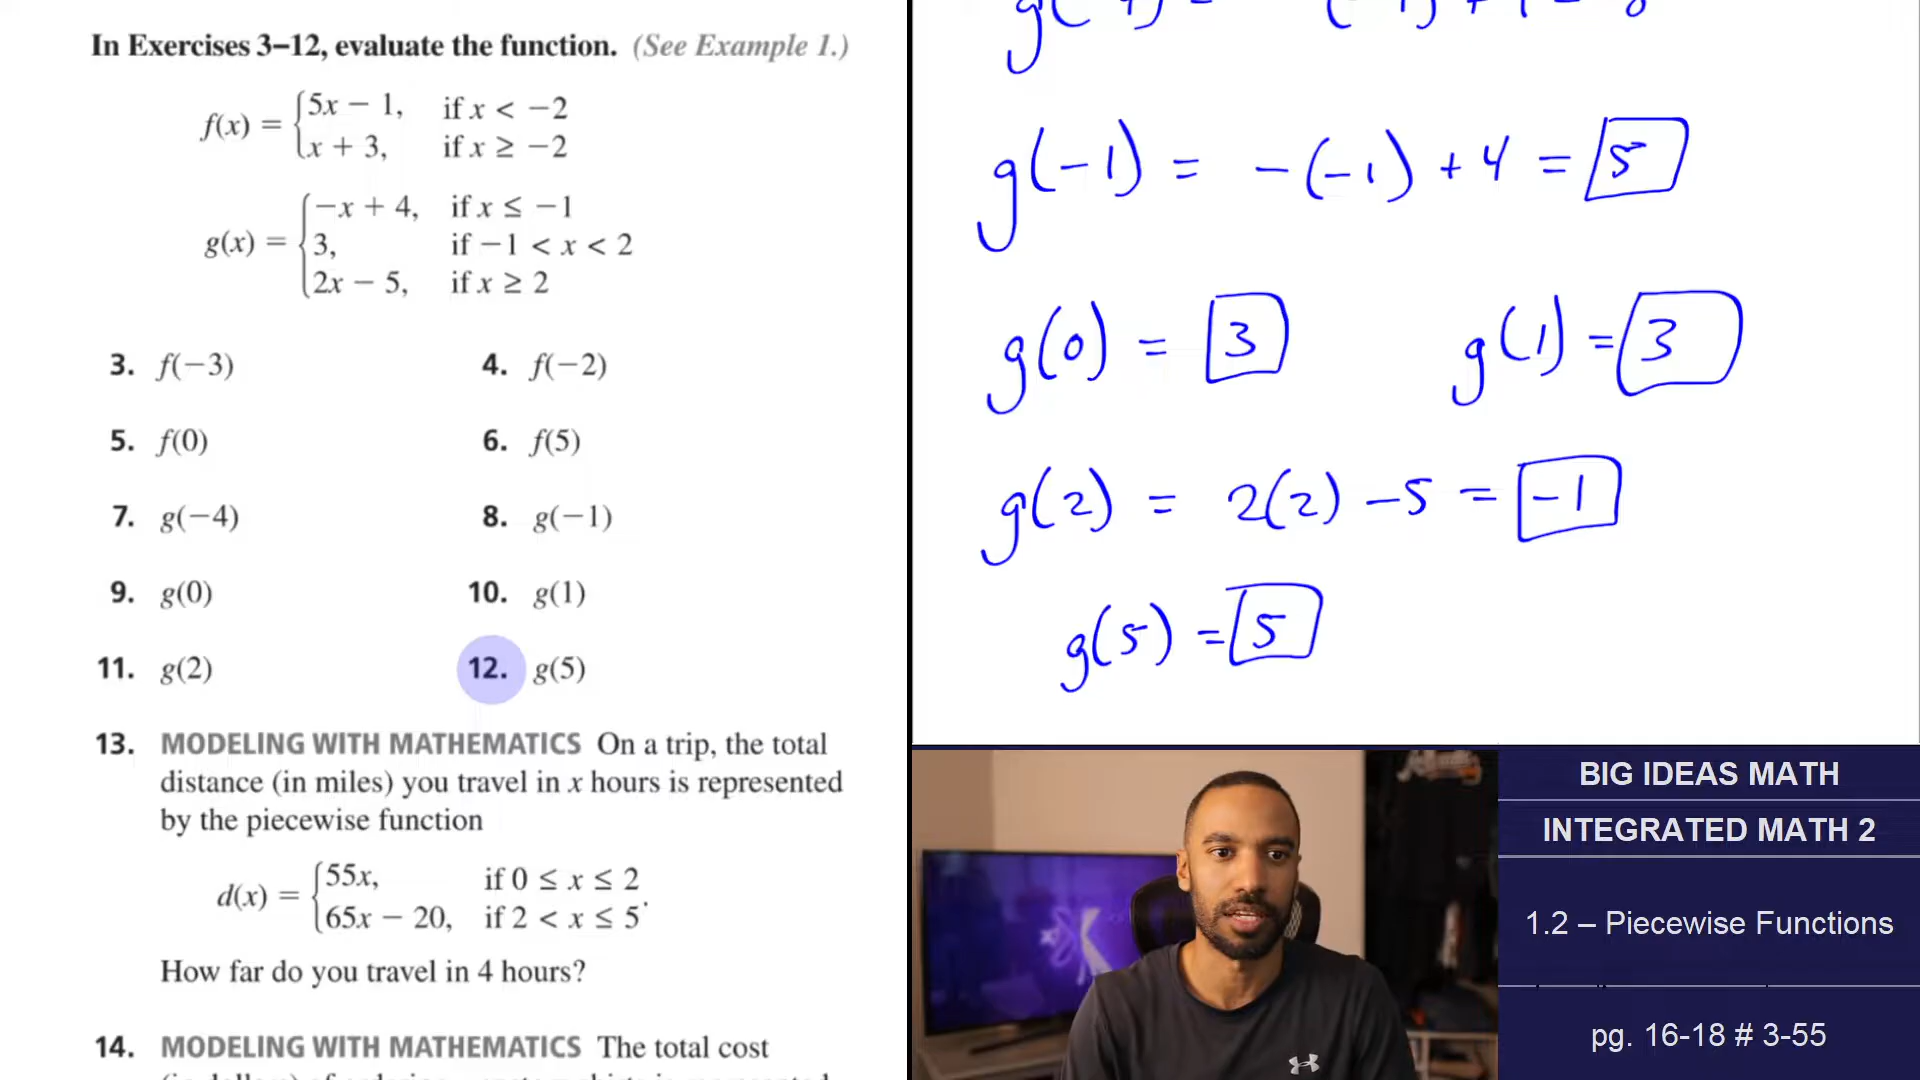 In Exercises 3–12, evaluate the function. (See Example 1.)
f(x) = {5x − 1, if x < −2
x + 3, if x ≥ −2
g(x) = {−x + 4, if x ≤ −1
3, if −1 < x < 2
2x − 5, if x ≥ 2
3. f(−3) 4. f(−2)
5. f(0) 6. f(5)
7. g(−4) 8. g(−1)
9. g(0) 10. g(1)
11. g(2) 12. g(5)
13. MODELING WITH MATHEMATICS On a trip, the total
distance (in miles) you travel in x hours is represented
by the piecewise function
d(x) = {55x, if 0 ≤ x ≤ 2
65x − 20, if 2 < x ≤ 5.
How far do you travel in 4 hours?
14. MODELING WITH MATHEMATICS The total cost
g(-1) = -(-1) + 4 = 5
g(0) = 3 g(1) = 3
g(2) = 2(2) - 5 = -1
g(5) = 5
BIG IDEAS MATH
INTEGRATED MATH 2
1.2 – Piecewise Functions
pg. 16-18 # 3-55